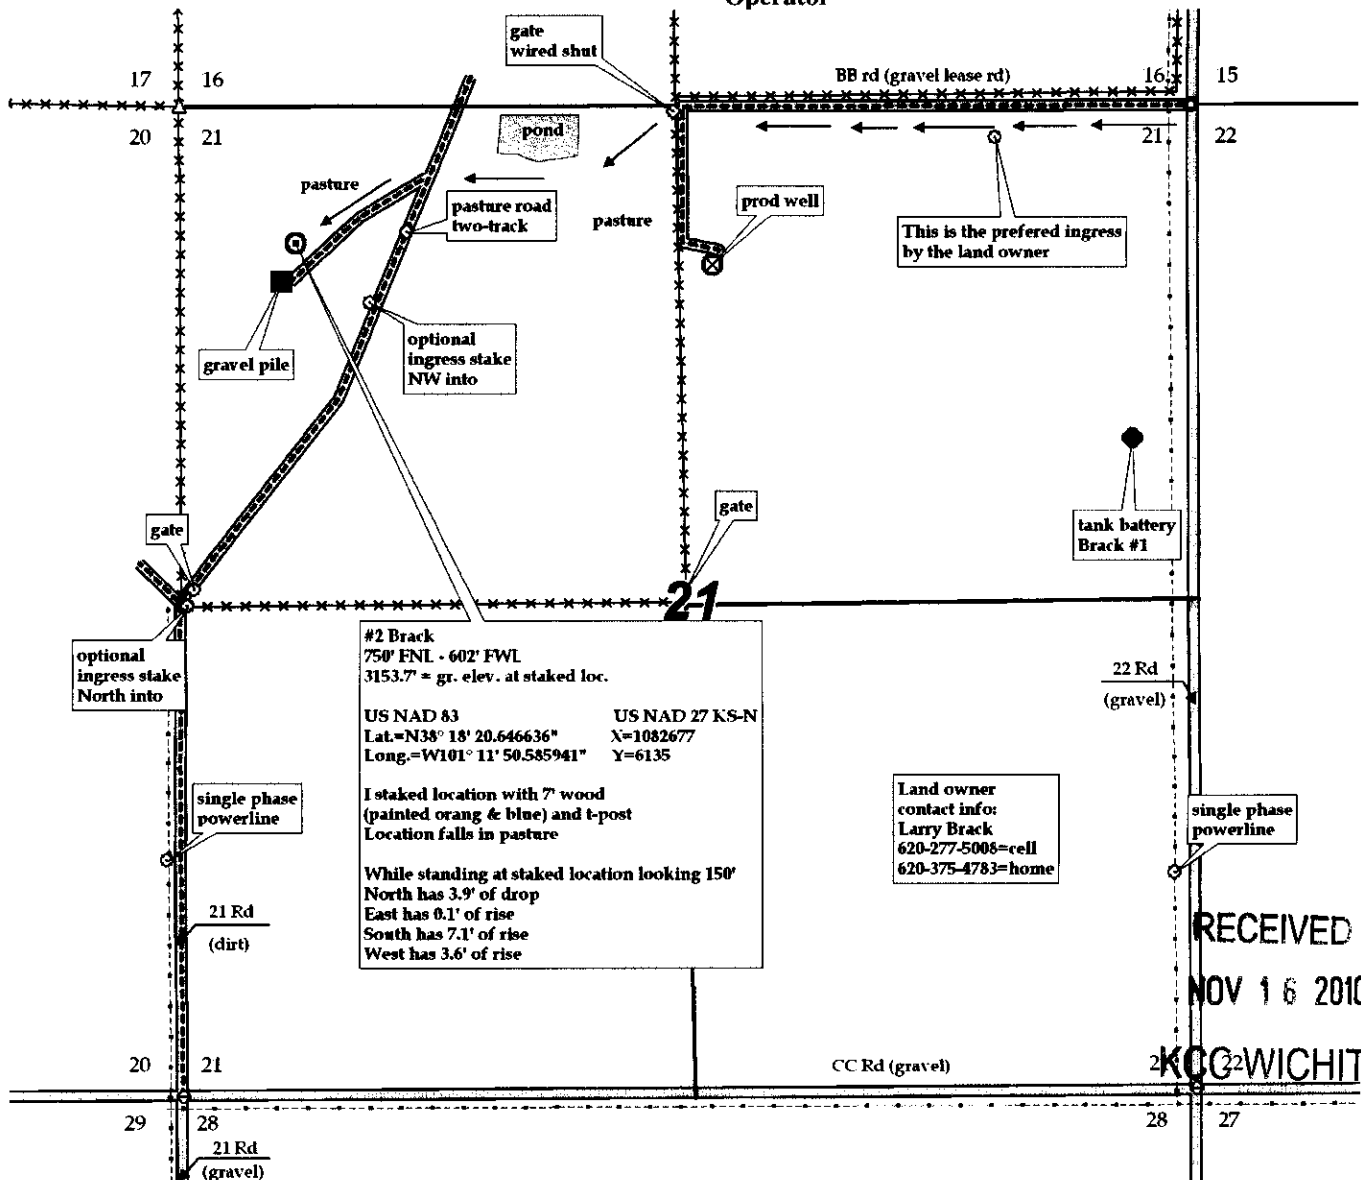 Operator
gate
wired shut
17 16
BB rd (gravel lease rd)
16 15
20 21
pond
21 22
pasture
pasture road
two-track
pasture
prod well
This is the prefered ingress
by the land owner
optional
ingress stake
NW into
gravel pile
gate
gate
tank battery
Brack #1
21
optional
ingress stake
North into
#2 Brack
750' FNL - 602' FWL
3153.7' = gr. elev. at staked loc.
US NAD 83 US NAD 27 KS-N
Lat.=N38° 18' 20.646636" X=1082677
Long.=W101° 11' 50.585941" Y=6135
I staked location with 7' wood
(painted orang & blue) and t-post
Location falls in pasture
While standing at staked location looking 150'
North has 3.9' of drop
East has 0.1' of rise
South has 7.1' of rise
West has 3.6' of rise
22 Rd
(gravel)
single phase
powerline
Land owner
contact info:
Larry Brack
620-277-5008=cell
620-375-4783=home
single phase
powerline
21 Rd
(dirt)
RECEIVED
NOV 16 2010
KCC WICHIT
20 21
CC Rd (gravel)
22
29 28
28 27
21 Rd
(gravel)